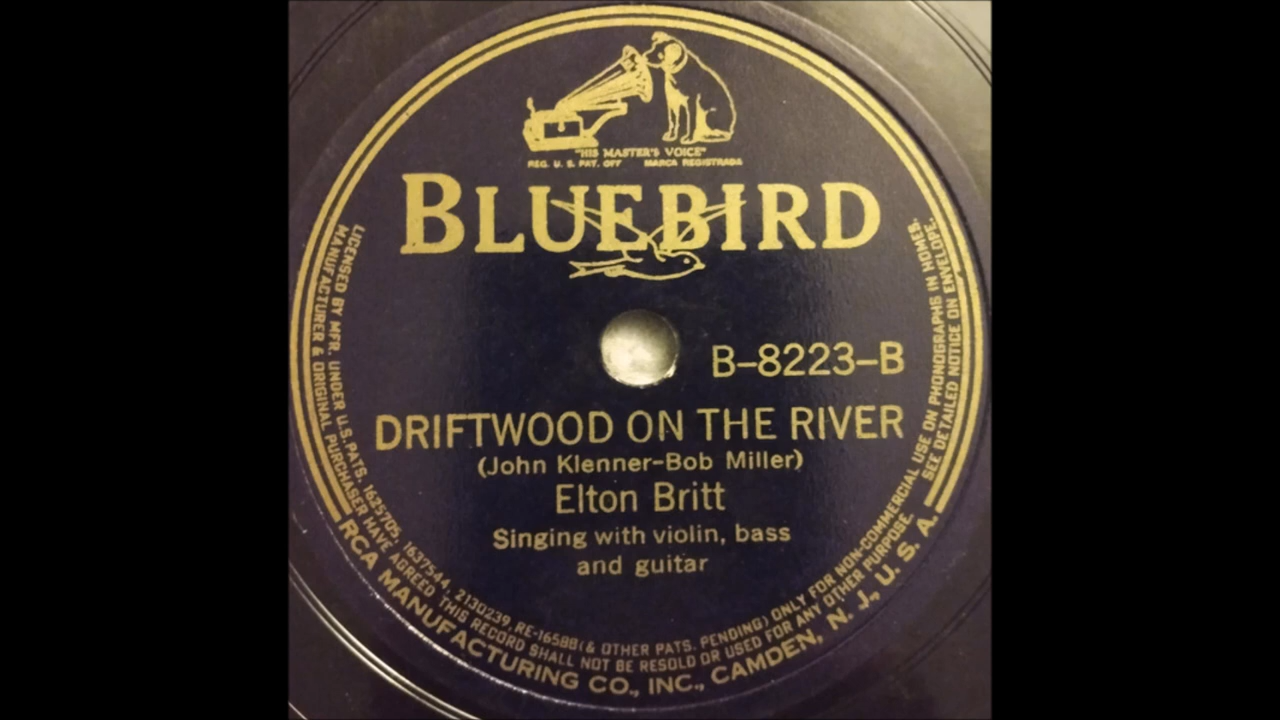 "HIS MASTER'S VOICE"
REG. U. S. PAT. OFF MARCA REGISTRADA
BLUEBIRD
B–8223–B
DRIFTWOOD ON THE RIVER
(John Klenner–Bob Miller)
Elton Britt
Singing with violin, bass
and guitar
LICENSED BY MFR. UNDER U.S. PATS. 1625705, 1637544, 2130239, RE-16588 (& OTHER PATS. PENDING) ONLY FOR NON-COMMERCIAL USE ON PHONOGRAPHS IN HOMES.
MANUFACTURER & ORIGINAL PURCHASER HAVE AGREED THIS RECORD SHALL NOT BE RESOLD OR USED FOR ANY OTHER PURPOSE. SEE DETAILED NOTICE ON ENVELOPE.
RCA MANUFACTURING CO., INC., CAMDEN, N. J., U. S. A.